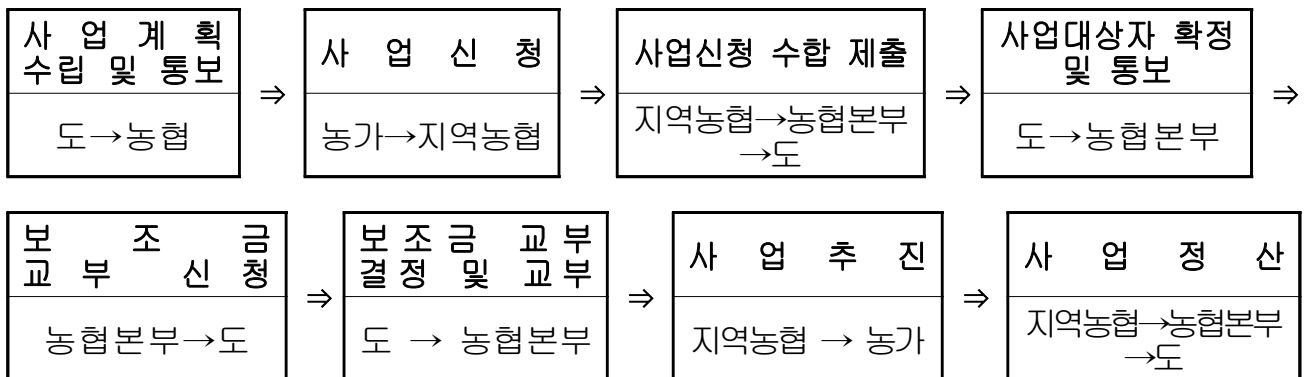 사 업 계 획
수립 및 통보
도→농협
⇒
사 업 신 청
농가→지역농협
⇒
사업신청 수합 제출
지역농협→농협본부
→도
⇒
사업대상자 확정
및 통보
도→농협본부
⇒
보 조 금
교 부 신 청
농협본부→도
⇒
보조금 교부
결정 및 교부
도 → 농협본부
⇒
사 업 추 진
지역농협 → 농가
⇒
사 업 정 산
지역농협→농협본부
→도